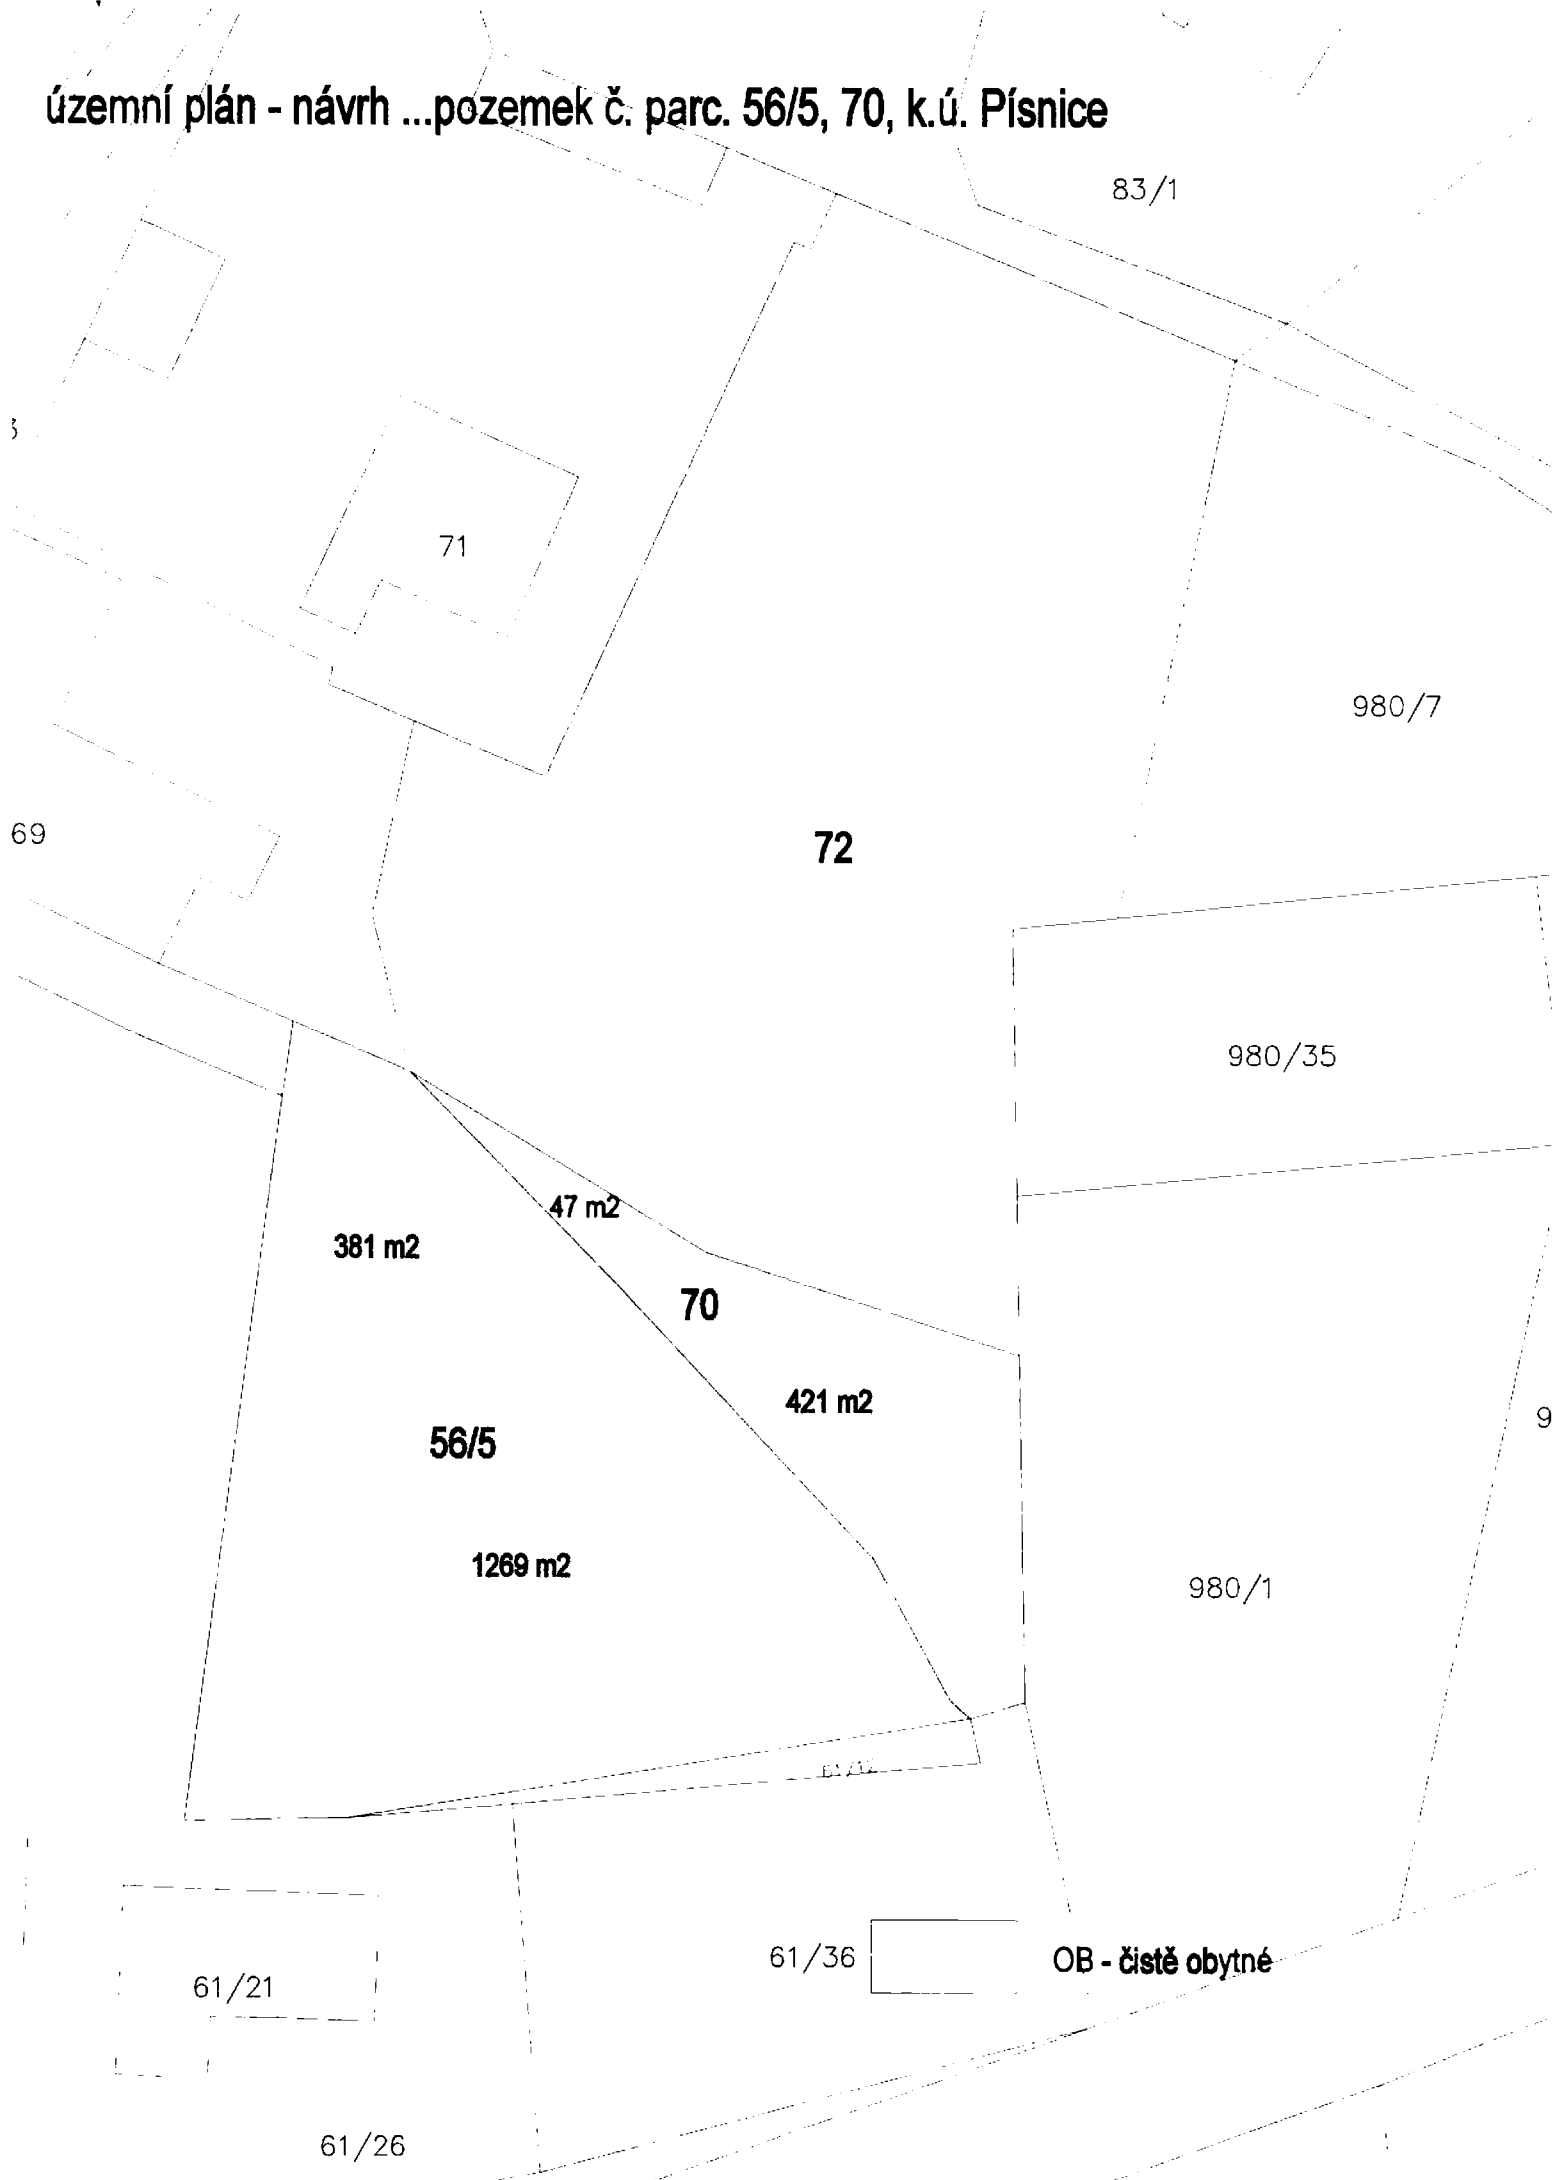 územní plán - návrh ...pozemek č. parc. 56/5, 70, k.ú. Písnice
83/1
71
980/7
72
69
980/35
47 m2
381 m2
70
421 m2
56/5
1269 m2
980/1
61/36
OB - čistě obytné
61/21
61/26